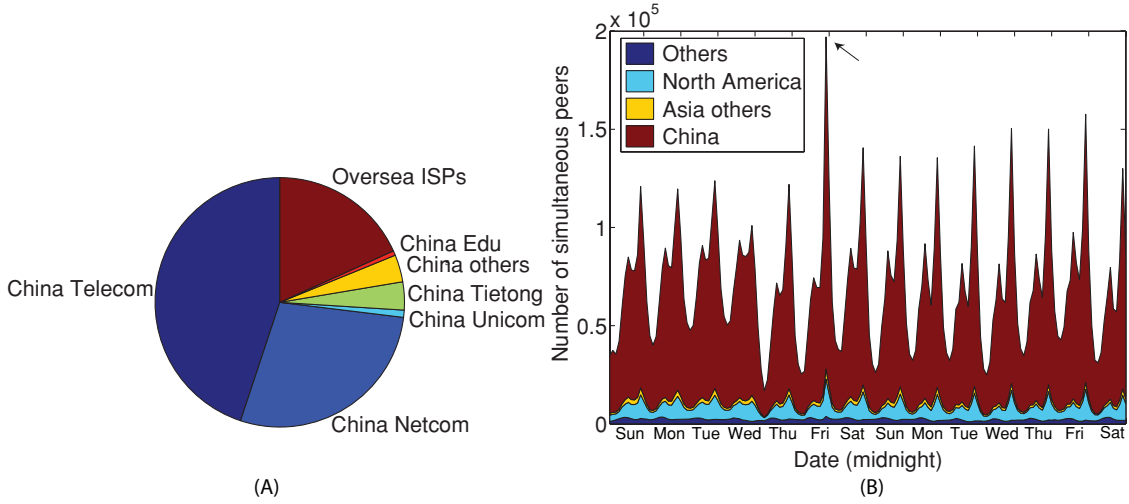 Oversea ISPs
China Edu
China others
China Tietong
China Unicom
China Telecom
China Netcom
(A)
2 x 10^5
1.5
1
0.5
0
Number of simultaneous peers
Others
North America
Asia others
China
Sun Mon Tue Wed Thu Fri Sat Sun Mon Tue Wed Thu Fri Sat
Date (midnight)
(B)